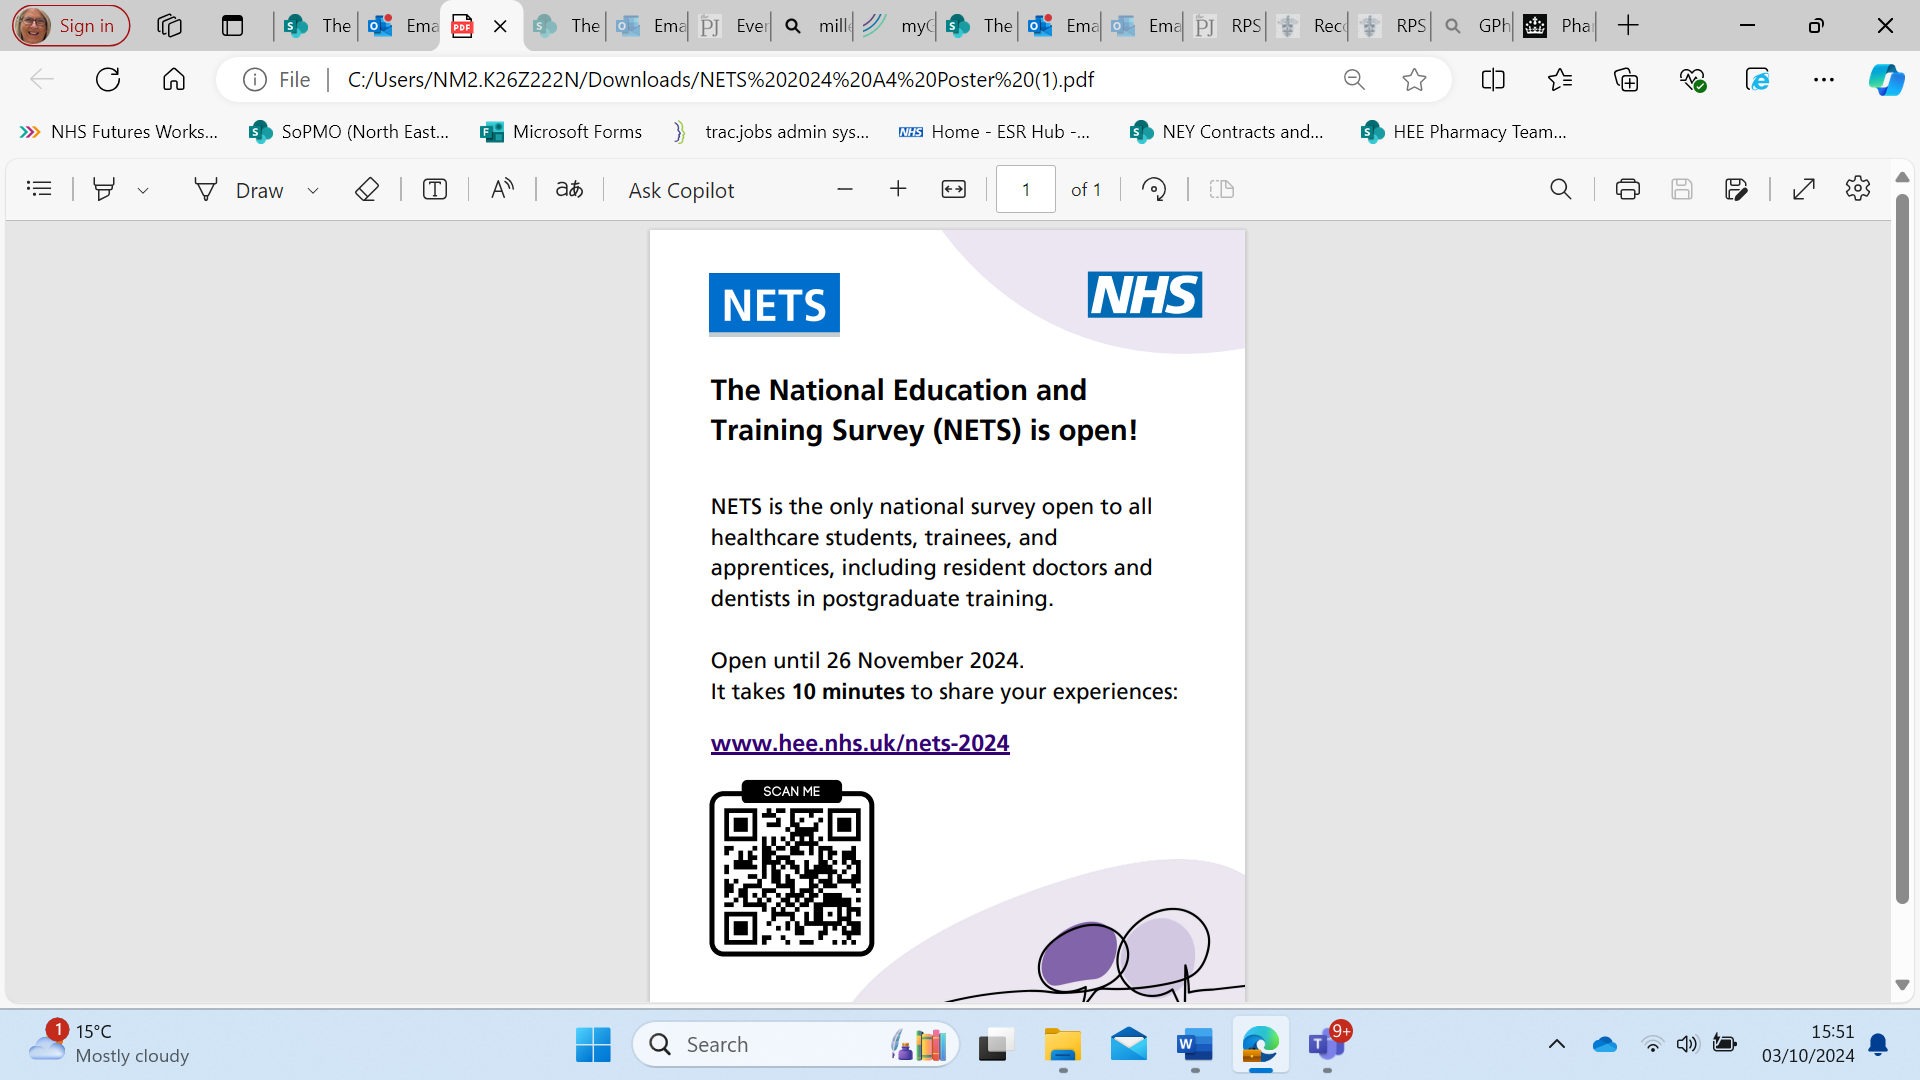 Sign in
The
Ema
The
Ema
PJ
Ever
mill
myG
The
Ema
Ema
PJ
RPS
Reco
RPS
GPh
Phar
File
C:/Users/NM2.K26Z222N/Downloads/NETS%202024%20A4%20Poster%20(1).pdf
NHS Futures Works...
SoPMO (North East...
Microsoft Forms
trac.jobs admin sys...
NHS
Home - ESR Hub -...
NEY Contracts and...
HEE Pharmacy Team...
Draw
Ask Copilot
1
of 1
NETS
NHS
The National Education and
Training Survey (NETS) is open!
NETS is the only national survey open to all
healthcare students, trainees, and
apprentices, including resident doctors and
dentists in postgraduate training.
Open until 26 November 2024.
It takes 10 minutes to share your experiences:
www.hee.nhs.uk/nets-2024
SCAN ME
1
15°C
Mostly cloudy
Search
9+
15:51
03/10/2024